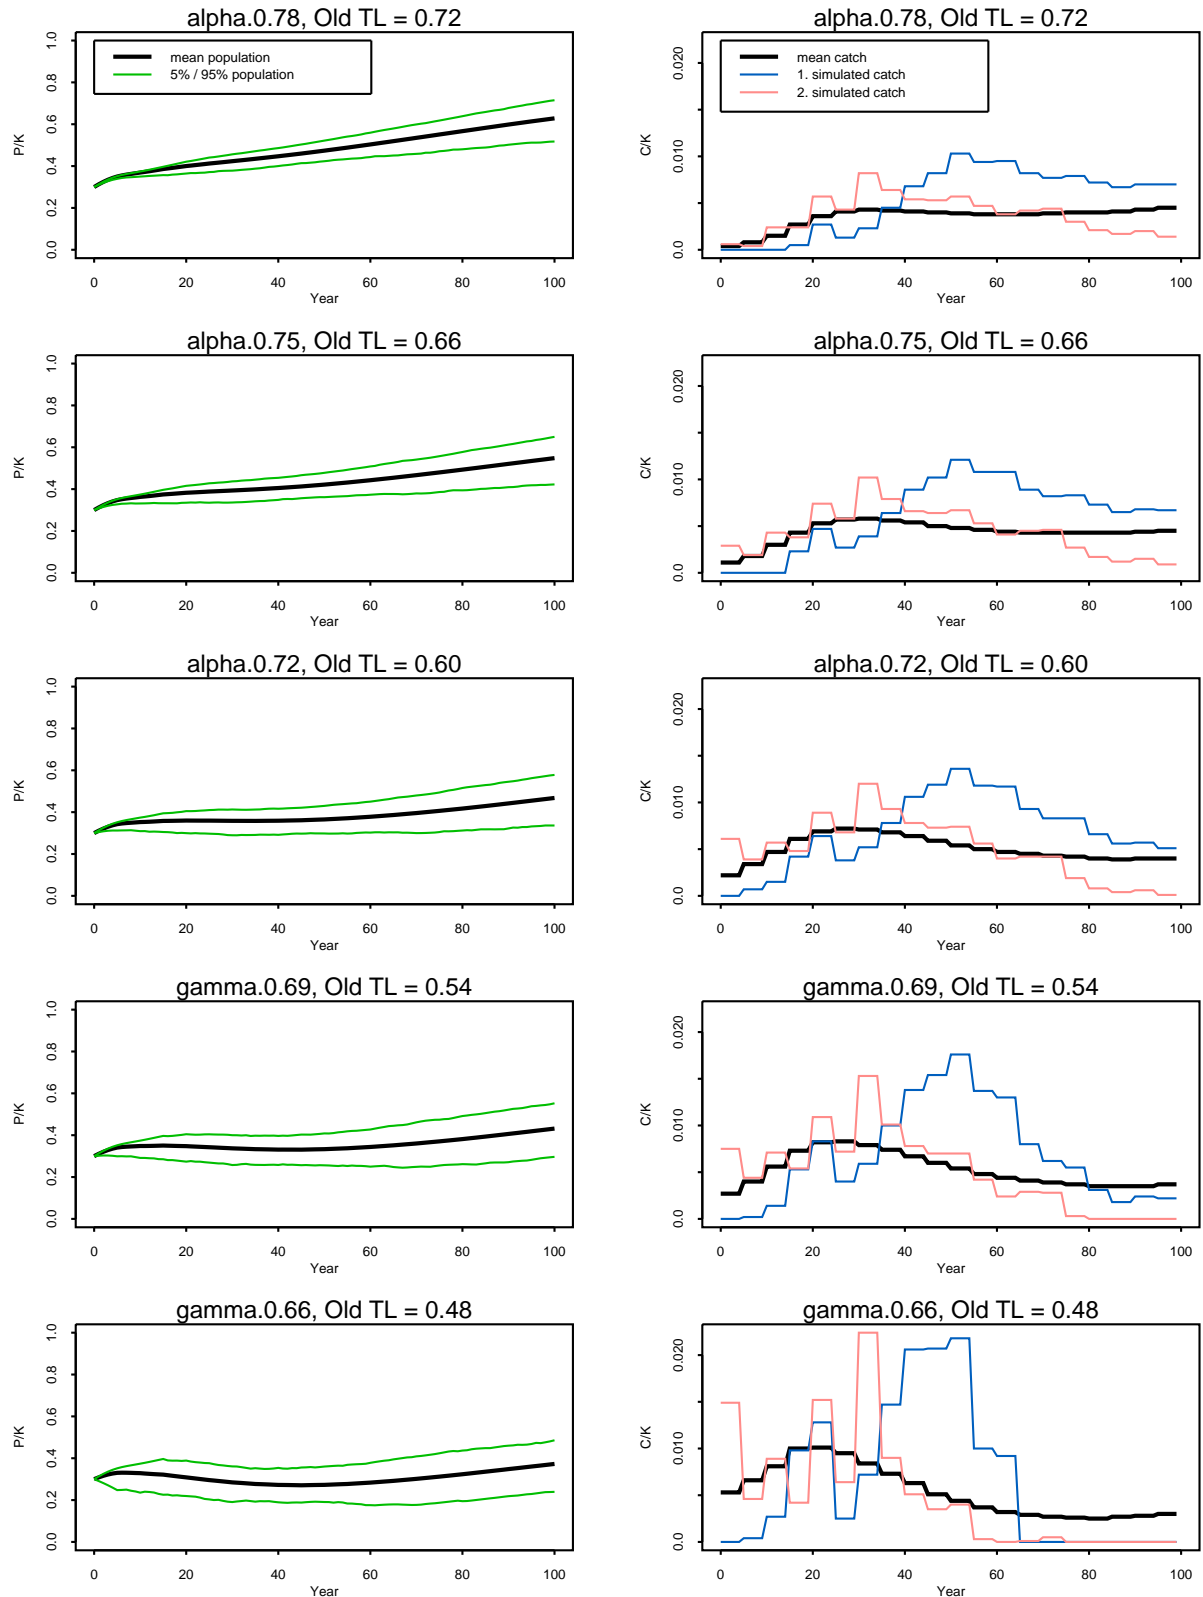 alpha.0.78, Old TL = 0.72
mean population
5% / 95% population
P/K
0.0 0.2 0.4 0.6 0.8 1.0
0 20 40 60 80 100
Year
alpha.0.78, Old TL = 0.72
mean catch
1. simulated catch
2. simulated catch
C/K
0.0 0.010 0.020
0 20 40 60 80 100
Year
alpha.0.75, Old TL = 0.66
P/K
0.0 0.2 0.4 0.6 0.8 1.0
0 20 40 60 80 100
Year
alpha.0.75, Old TL = 0.66
C/K
0.0 0.010 0.020
0 20 40 60 80 100
Year
alpha.0.72, Old TL = 0.60
P/K
0.0 0.2 0.4 0.6 0.8 1.0
0 20 40 60 80 100
Year
alpha.0.72, Old TL = 0.60
C/K
0.0 0.010 0.020
0 20 40 60 80 100
Year
gamma.0.69, Old TL = 0.54
P/K
0.0 0.2 0.4 0.6 0.8 1.0
0 20 40 60 80 100
Year
gamma.0.69, Old TL = 0.54
C/K
0.0 0.010 0.020
0 20 40 60 80 100
Year
gamma.0.66, Old TL = 0.48
P/K
0.0 0.2 0.4 0.6 0.8 1.0
0 20 40 60 80 100
Year
gamma.0.66, Old TL = 0.48
C/K
0.0 0.010 0.020
0 20 40 60 80 100
Year